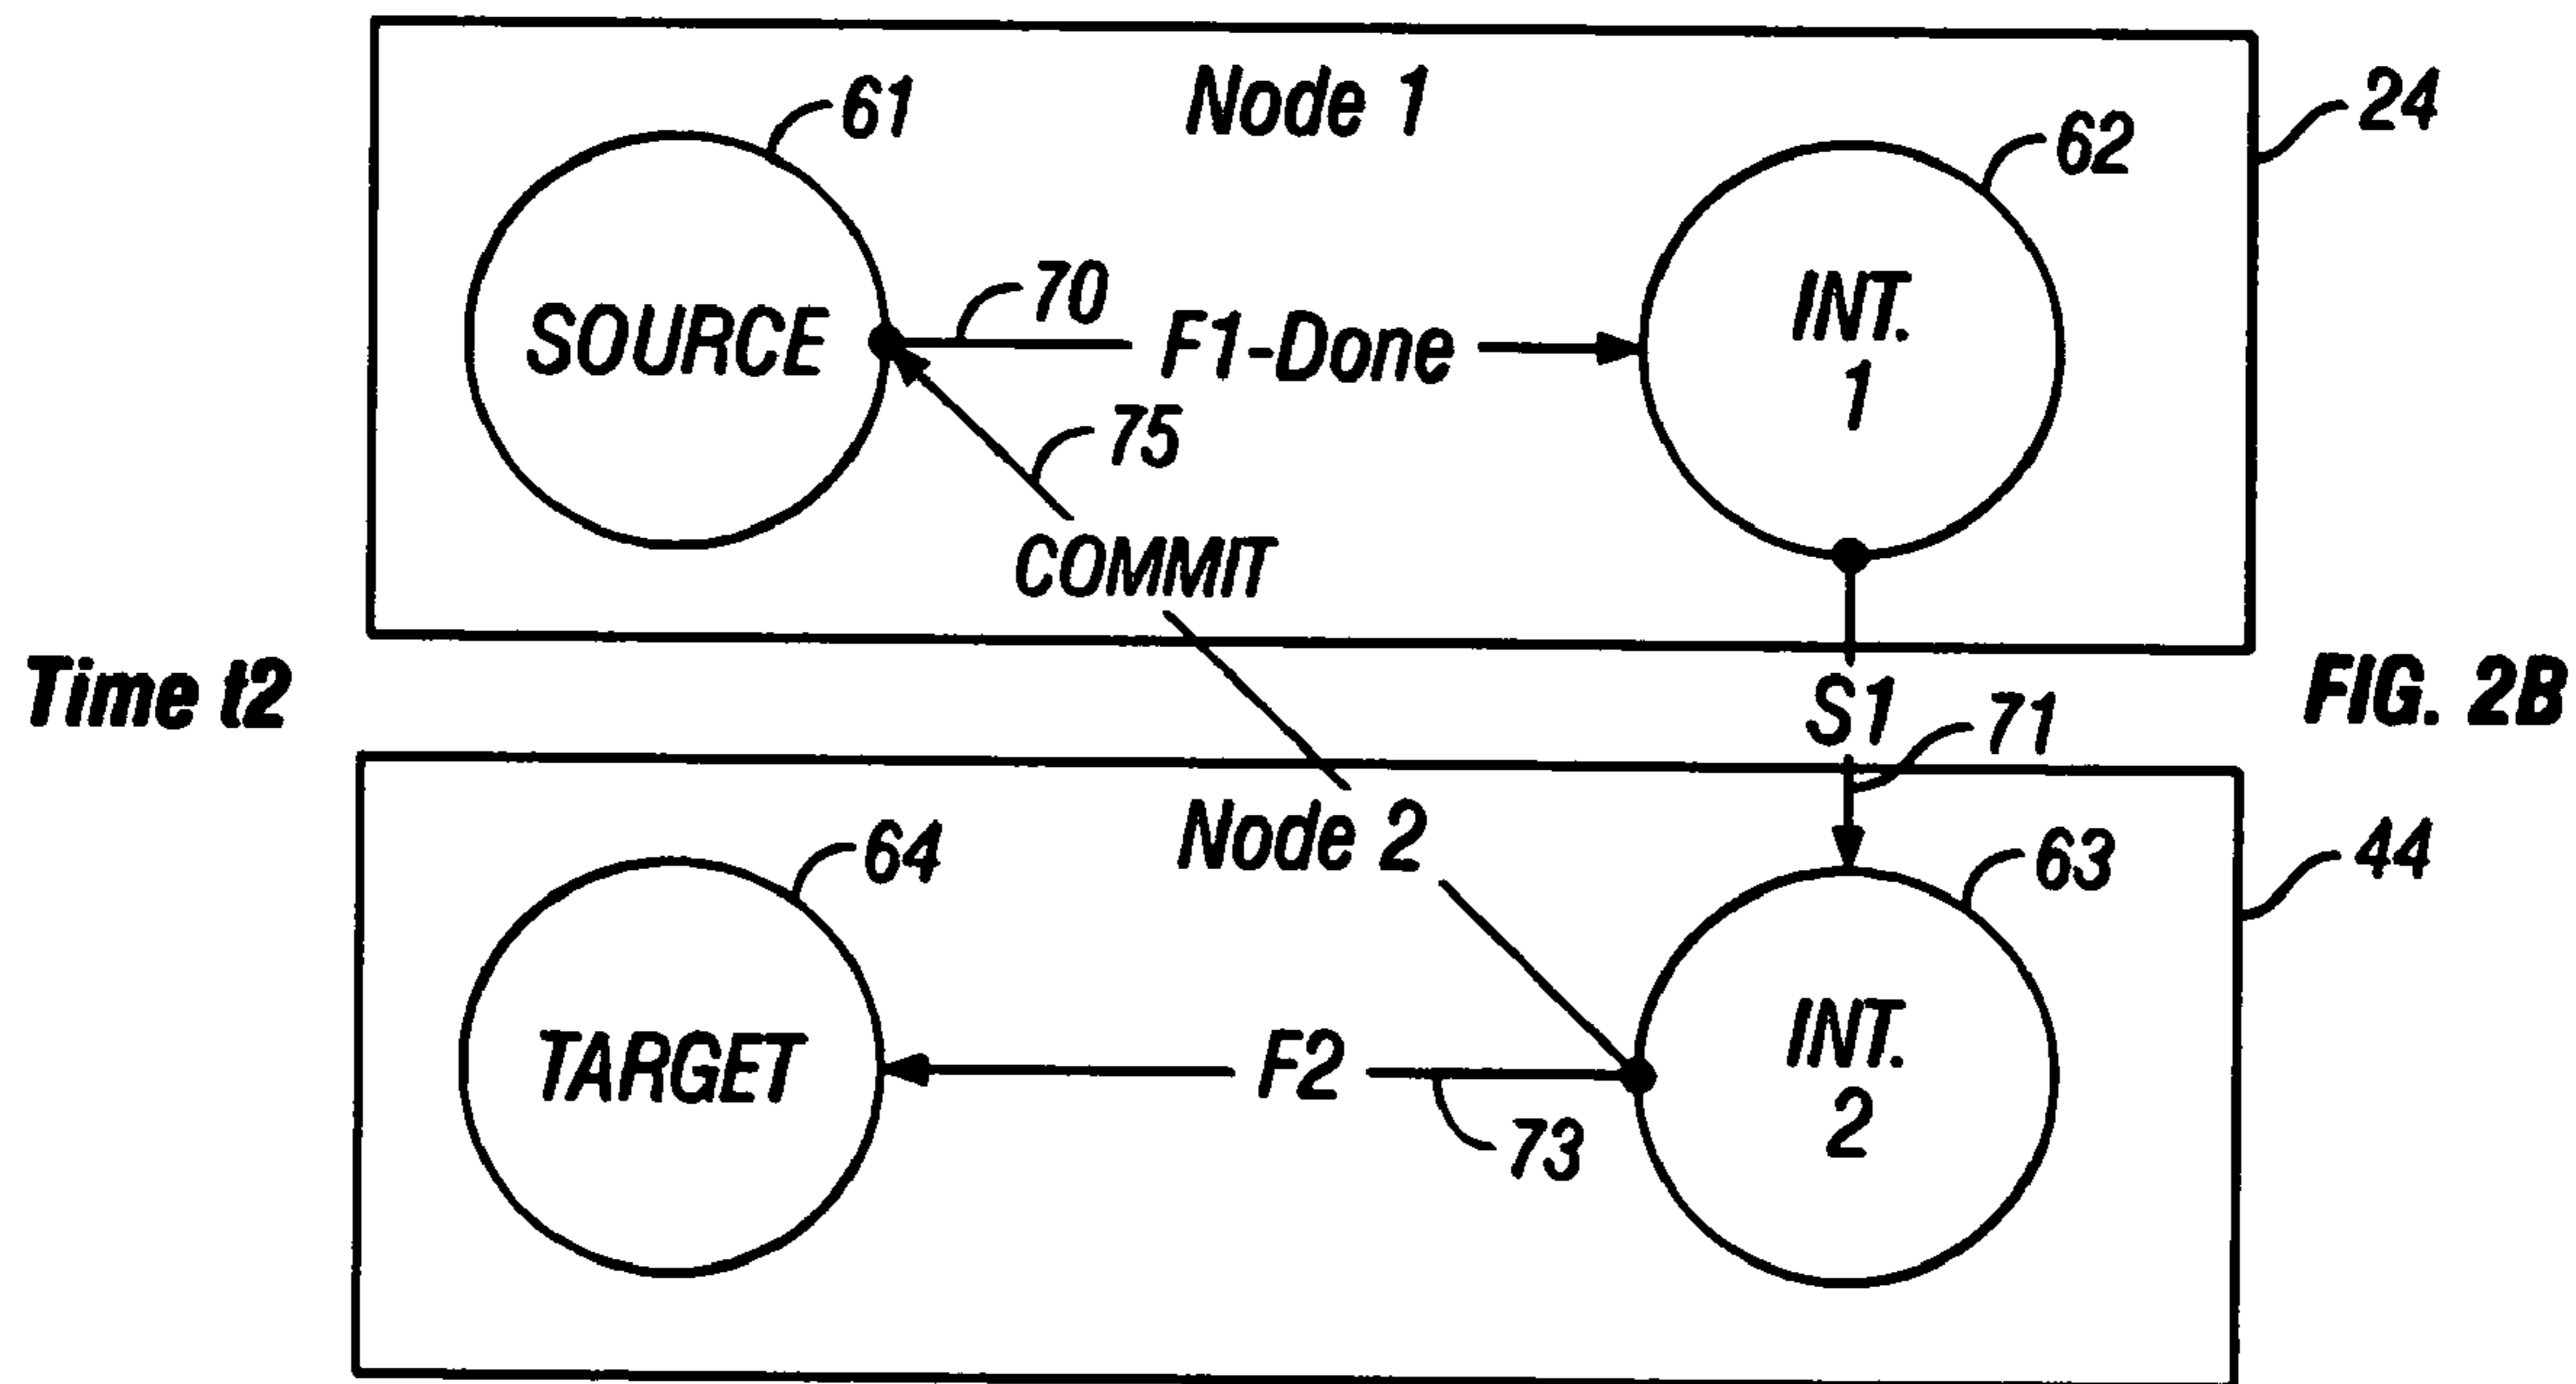 Node 1
61
62
24
70
SOURCE
F1-Done
INT.
1
75
COMMIT
Time t2
S1
71
FIG. 2B
Node 2
64
63
44
TARGET
F2
INT.
2
73